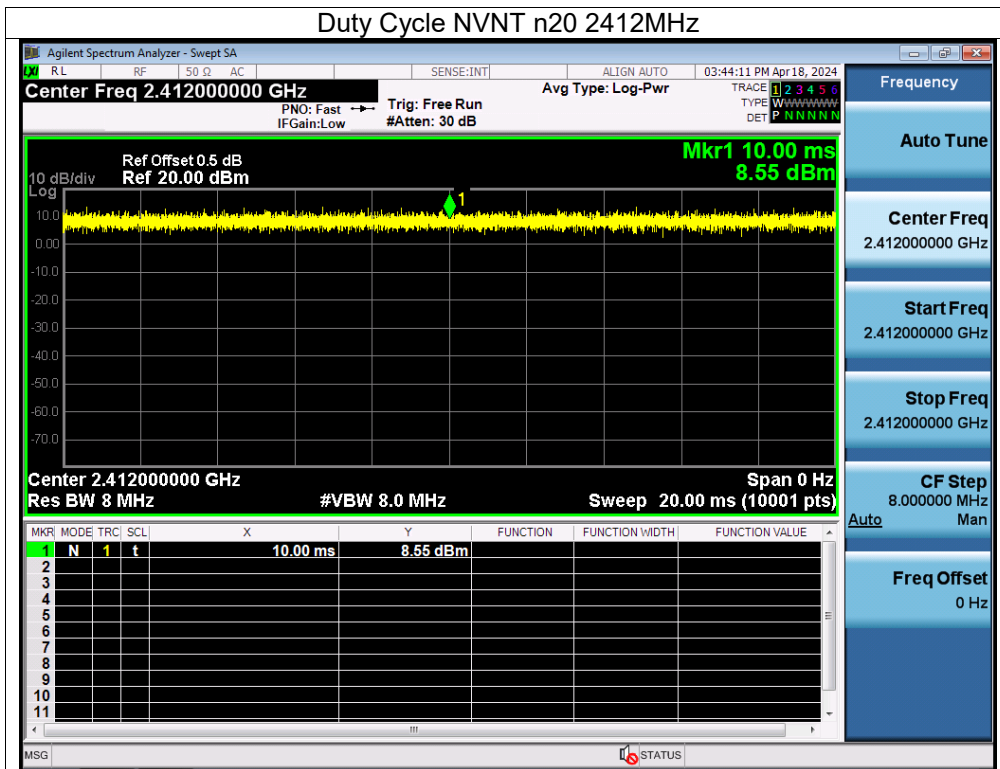 Duty Cycle NVNT n20 2412MHz
Agilent Spectrum Analyzer - Swept SA
LXI RL RF 50 Ω AC SENSE:INT ALIGN AUTO 03:44:11 PM Apr 18, 2024
Center Freq 2.412000000 GHz
PNO: Fast
IFGain:Low
Trig: Free Run
#Atten: 30 dB
Avg Type: Log-Pwr
TRACE 1 2 3 4 5 6
TYPE WWWWWW
DET P N N N N N
Mkr1 10.00 ms
8.55 dBm
10 dB/div
Log
Ref Offset 0.5 dB
Ref 20.00 dBm
1
10.0
0.00
-10.0
-20.0
-30.0
-40.0
-50.0
-60.0
-70.0
Center 2.412000000 GHz Span 0 Hz
Res BW 8 MHz #VBW 8.0 MHz Sweep 20.00 ms (10001 pts)
MKR MODE TRC SCL X Y FUNCTION FUNCTION WIDTH FUNCTION VALUE
1 N 1 t 10.00 ms 8.55 dBm
2
3
4
5
6
7
8
9
10
11
MSG STATUS
Frequency
Auto Tune
Center Freq
2.412000000 GHz
Start Freq
2.412000000 GHz
Stop Freq
2.412000000 GHz
CF Step
8.000000 MHz
Auto Man
Freq Offset
0 Hz